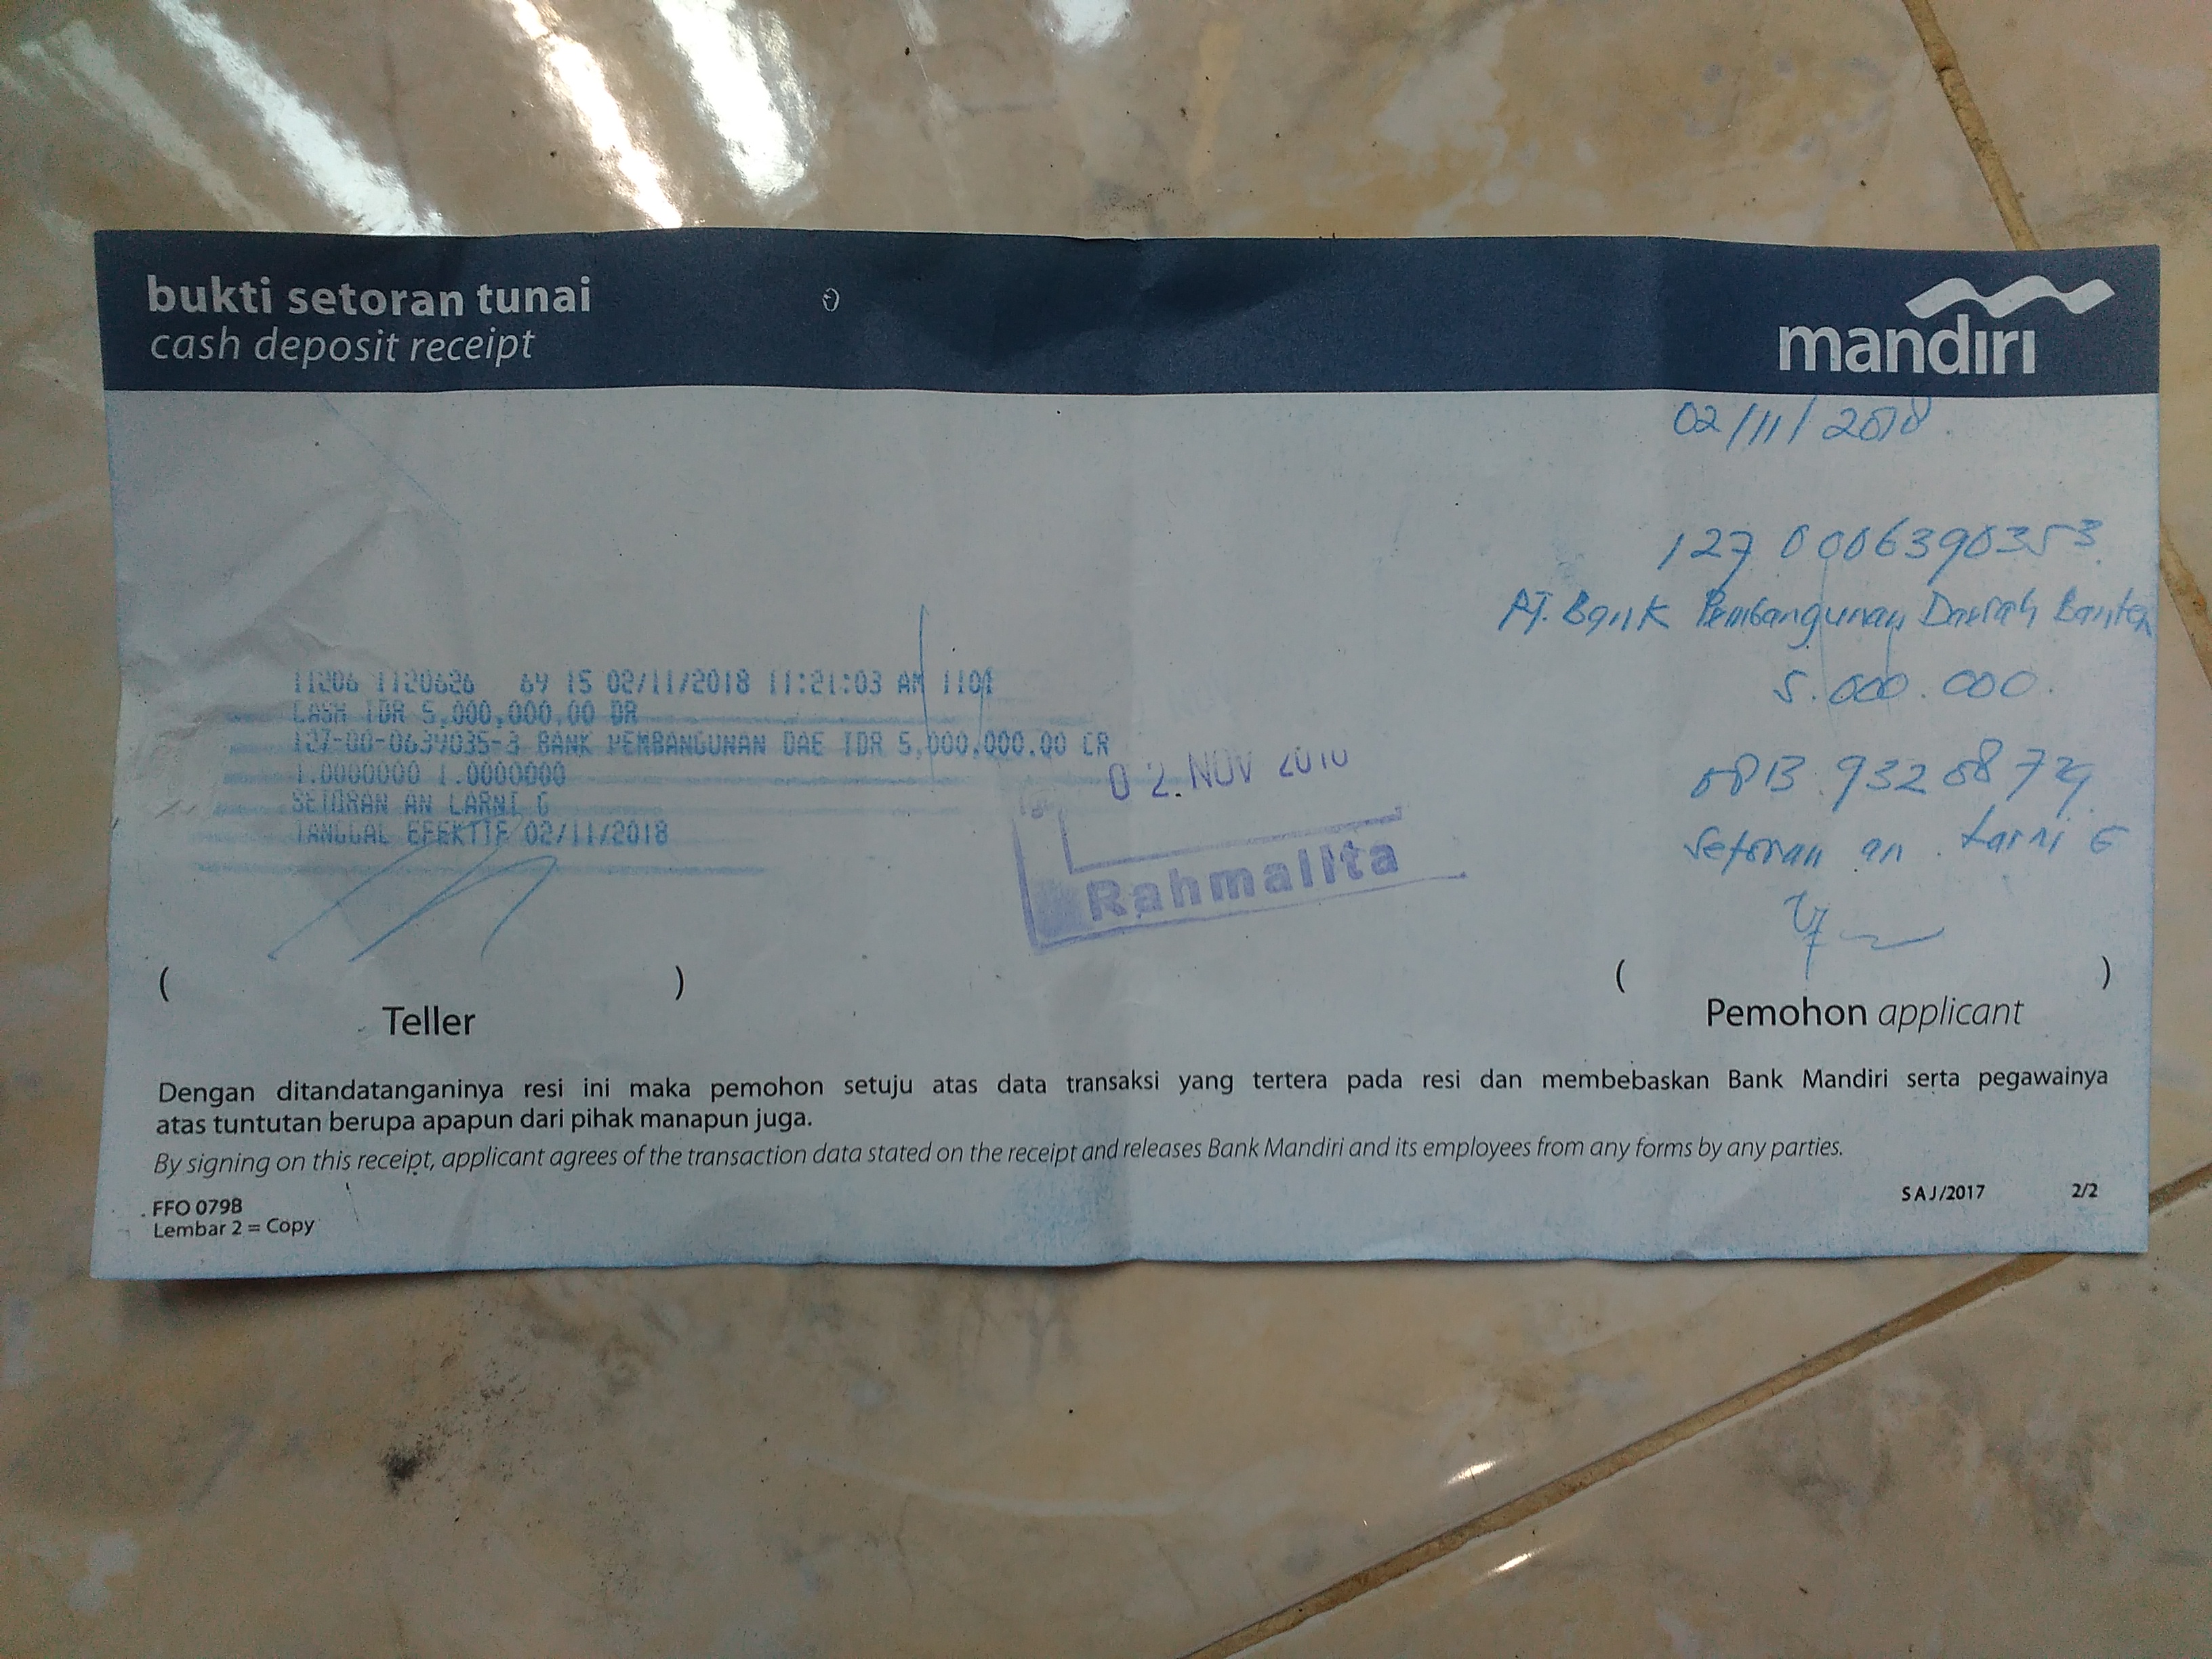 bukti setoran tunai
cash deposit receipt
mandiri
02/11/2018.
127 0006390353
PT. Bank Pembangunan Daerah Banten
5.000.000.
Setoran an. Larni G
11206 1120626 69 15 02/11/2018 11:21:03 AM 1101
CASH IDR 5,000,000.00 DR
127-00-0639035-3 BANK PEMBANGUNAN DAE IDR 5,000,000.00 CR
1.0000000 1.0000000
SETORAN AN LARNI G
TANGGAL EFEKTIF 02/11/2018
02. NOV 2018
Rahmalita
( )
Teller
( )
Pemohon applicant
Dengan ditandatanganinya resi ini maka pemohon setuju atas data transaksi yang tertera pada resi dan membebaskan Bank Mandiri serta pegawainya
atas tuntutan berupa apapun dari pihak manapun juga.
By signing on this receipt, applicant agrees of the transaction data stated on the receipt and releases Bank Mandiri and its employees from any forms by any parties.
FFO 079B
Lembar 2 = Copy
SAJ/2017
2/2